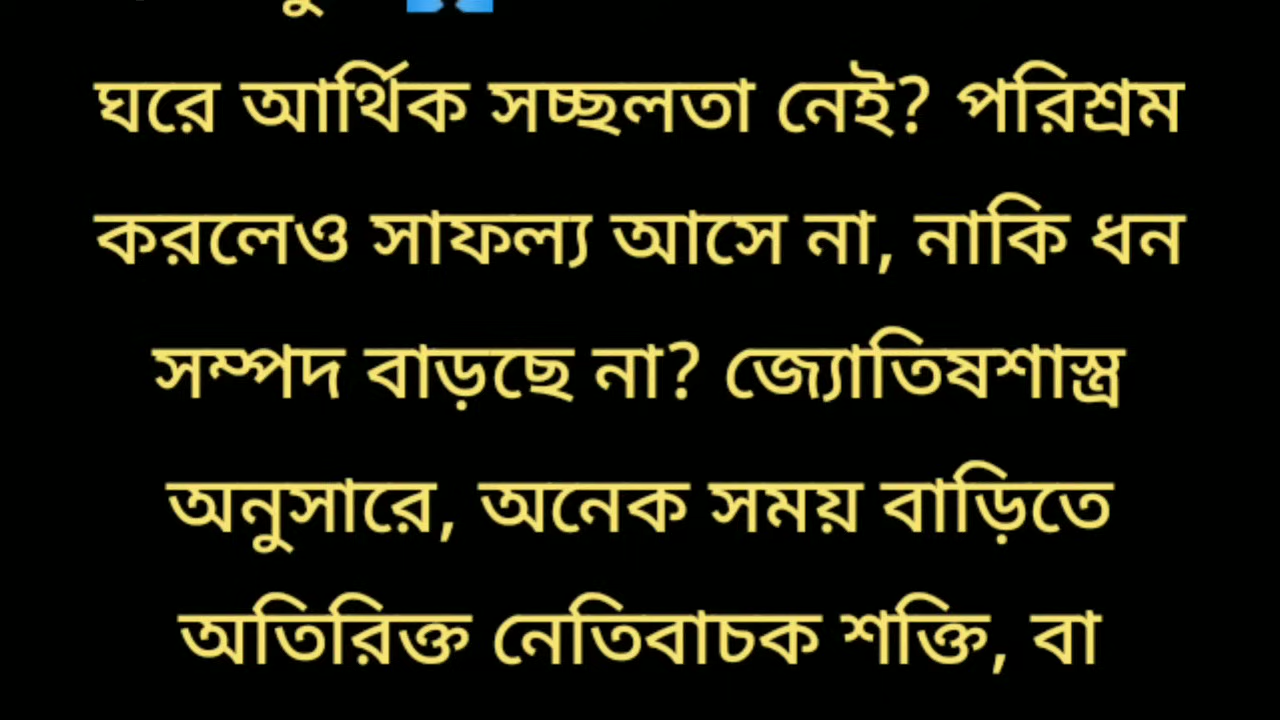 ঘরে আর্থিক সচ্ছলতা নেই? পরিশ্রম
করলেও সাফল্য আসে না, নাকি ধন
সম্পদ বাড়ছে না? জ্যোতিষশাস্ত্র
অনুসারে, অনেক সময় বাড়িতে
অতিরিক্ত নেতিবাচক শক্তি, বা